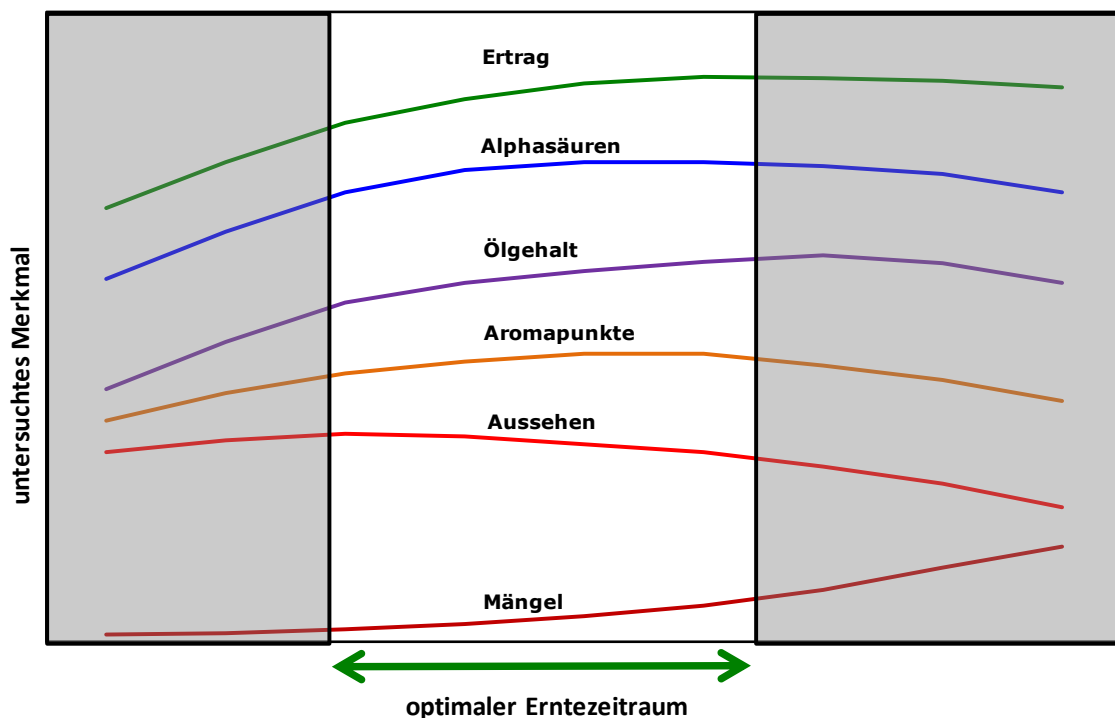 Ertrag
Alphasäuren
Ölgehalt
Aromapunkte
Aussehen
Mängel
untersuchtes Merkmal
optimaler Erntezeitraum